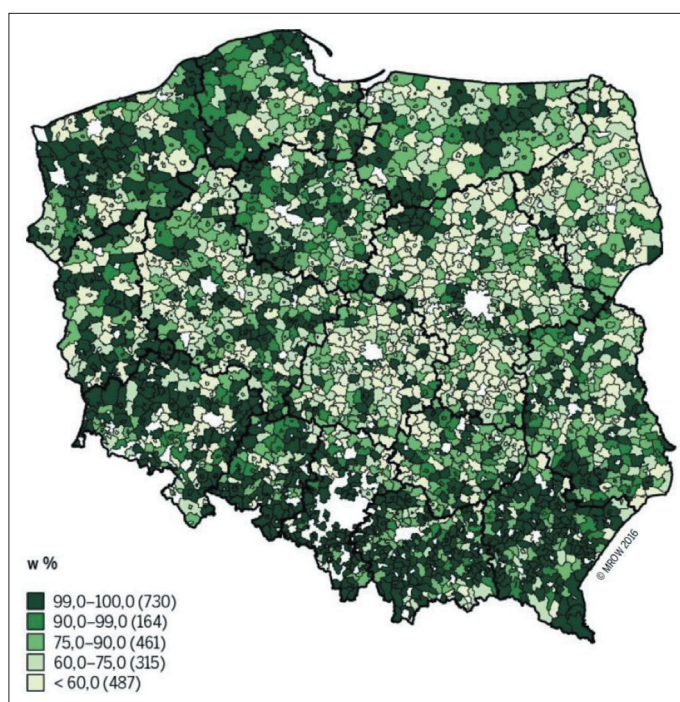 © MROW 2016
w %
99,0–100,0 (730)
90,0–99,0 (164)
75,0–90,0 (461)
60,0–75,0 (315)
< 60,0 (487)